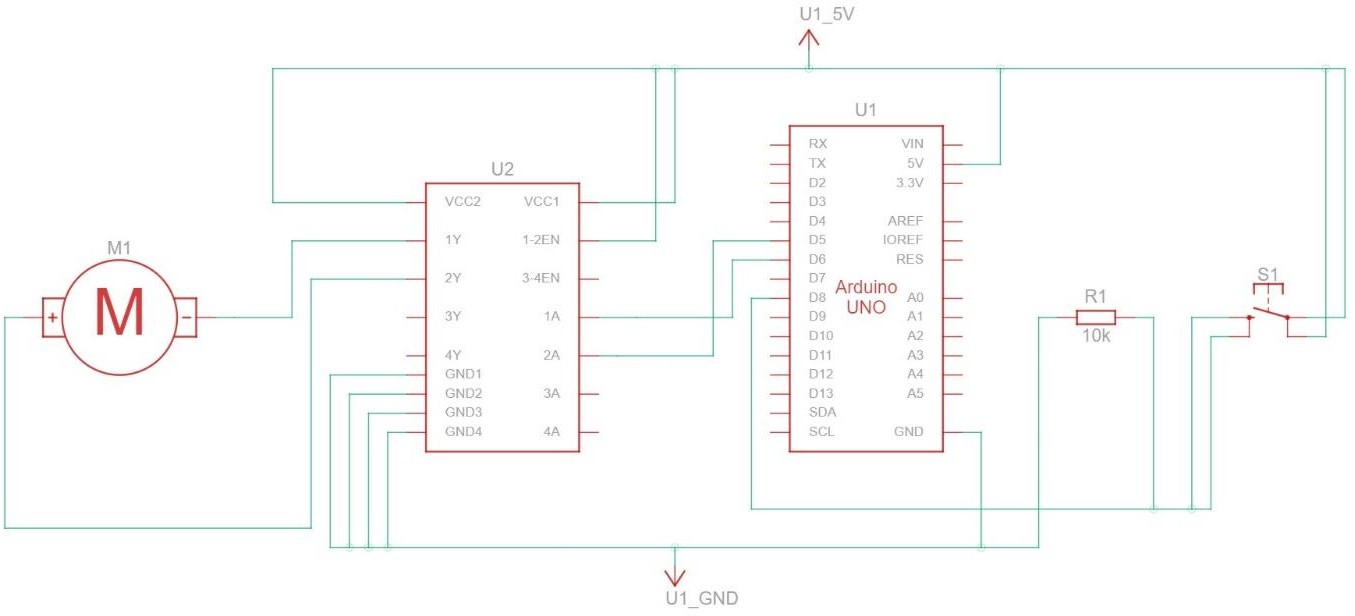 U1_5V
U1
RX VIN
TX 5V
D2 3.3V
D3
D4 AREF
D5 IOREF
D6 RES
D7
Arduino
UNO
D8 A0
D9 A1
D10 A2
D11 A3
D12 A4
D13 A5
SDA
SCL GND
U2
VCC2 VCC1
1Y 1-2EN
2Y 3-4EN
3Y 1A
4Y 2A
GND1
GND2 3A
GND3
GND4 4A
M1
+ M -
R1
10k
S1
U1_GND